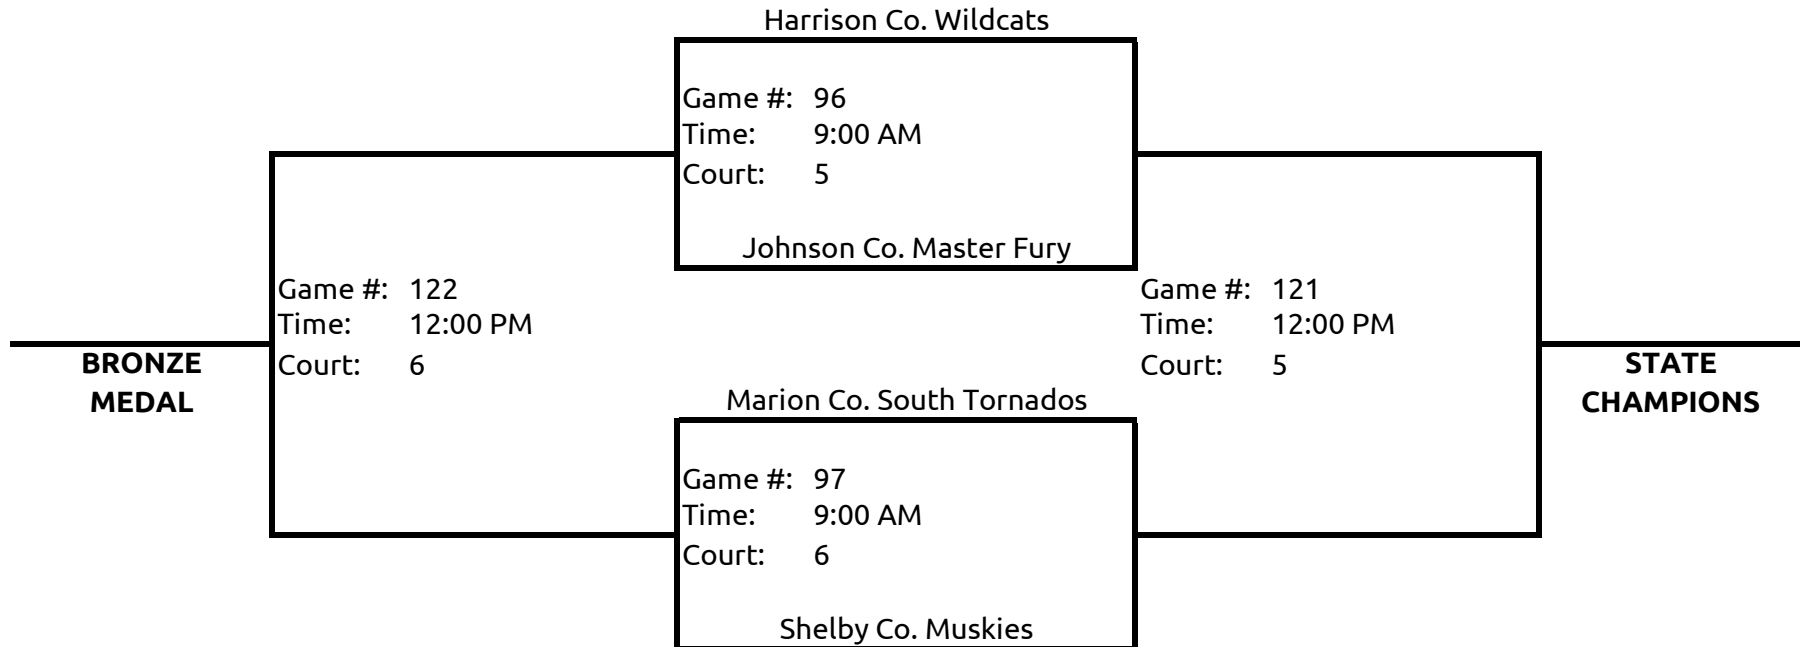 Harrison Co. Wildcats
Game #: 96
Time: 9:00 AM
Court: 5
Johnson Co. Master Fury
Game #: 122
Time: 12:00 PM
Court: 6
BRONZE
MEDAL
Game #: 121
Time: 12:00 PM
Court: 5
STATE
CHAMPIONS
Marion Co. South Tornados
Game #: 97
Time: 9:00 AM
Court: 6
Shelby Co. Muskies